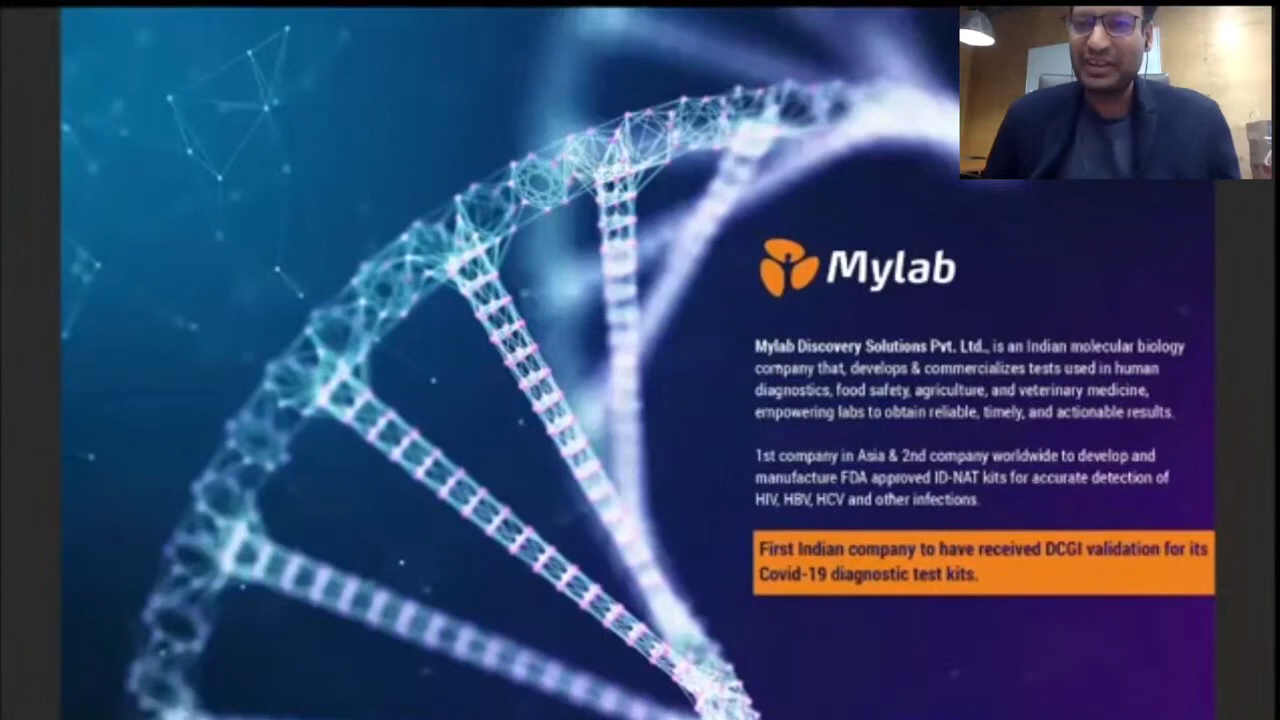 Mylab
Mylab Discovery Solutions Pvt. Ltd., is an Indian molecular biology
company that, develops & commercializes tests used in human
diagnostics, food safety, agriculture, and veterinary medicine,
empowering labs to obtain reliable, timely, and actionable results.
1st company in Asia & 2nd company worldwide to develop and
manufacture FDA approved ID-NAT kits for accurate detection of
HIV, HBV, HCV and other infections.
First Indian company to have received DCGI validation for its
Covid-19 diagnostic test kits.